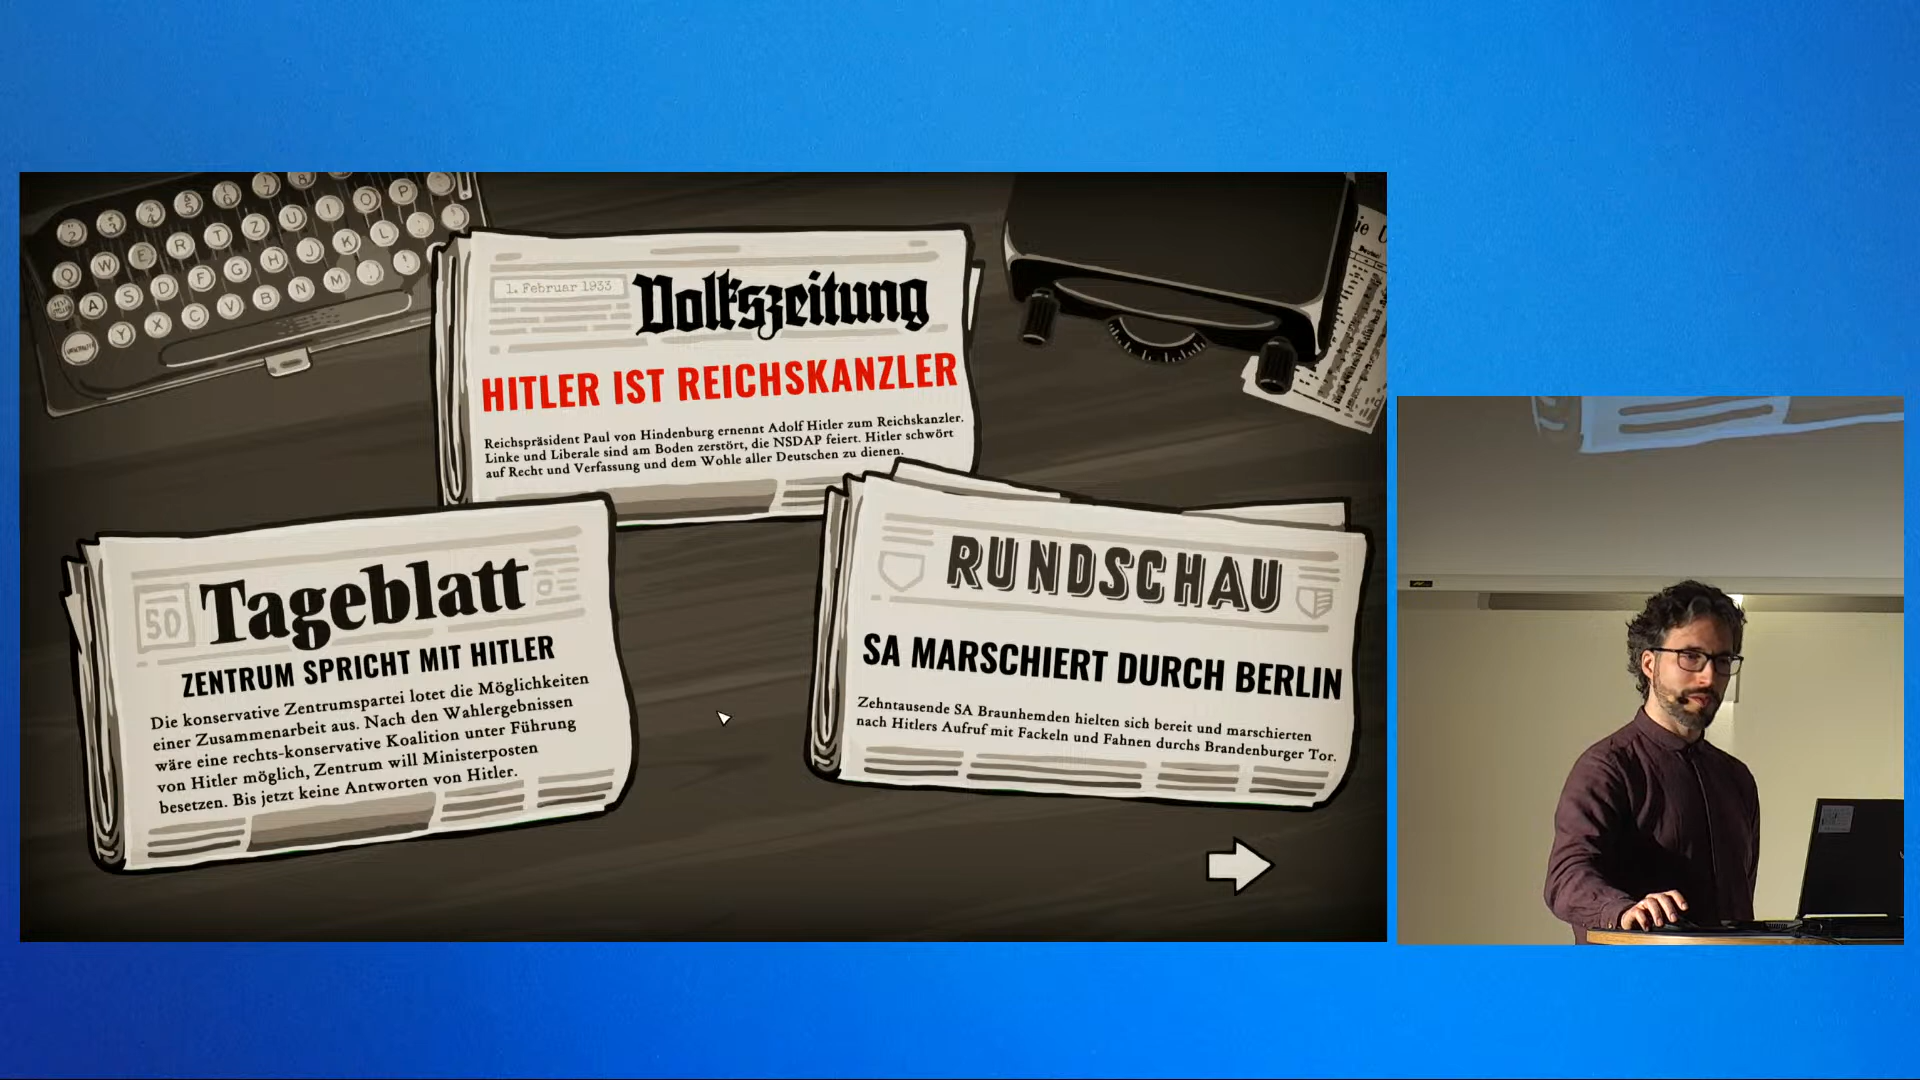 1. Februar 1933
Volkszeitung
HITLER IST REICHSKANZLER
Reichspräsident Paul von Hindenburg ernennt Adolf Hitler zum Reichskanzler.
Linke und Liberale sind am Boden zerstört, die NSDAP feiert. Hitler schwört
auf Recht und Verfassung und dem Wohle aller Deutschen zu dienen.
50
Tageblatt
ZENTRUM SPRICHT MIT HITLER
Die konservative Zentrumspartei lotet die Möglichkeiten
einer Zusammenarbeit aus. Nach den Wahlergebnissen
wäre eine rechts-konservative Koalition unter Führung
von Hitler möglich, Zentrum will Ministerposten
besetzen. Bis jetzt keine Antworten von Hitler.
RUNDSCHAU
SA MARSCHIERT DURCH BERLIN
Zehntausende SA Braunhemden hielten sich bereit und marschierten
nach Hitlers Aufruf mit Fackeln und Fahnen durchs Brandenburger Tor.
Q W E R T Z U I O P
A S D F G H J K L
Y X C V B N M